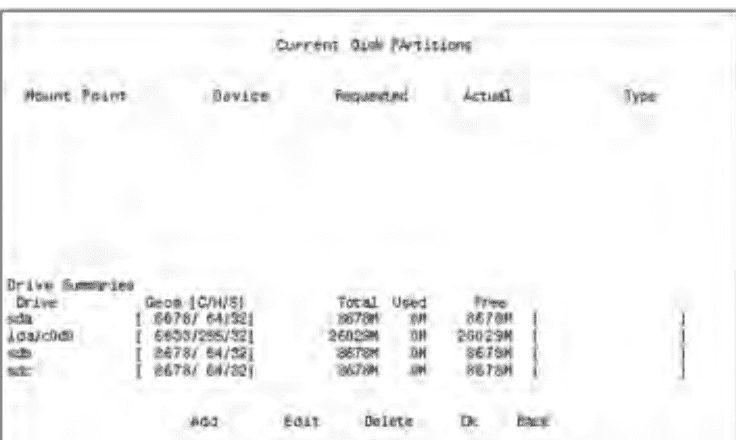 Current Disk Partitions
Mount Point Device Requested Actual Type
Drive Summaries
Drive Geom [C/H/S] Total Used Free
sda [ 8678/ 64/32] 8678M 0M 8678M [ ]
ida/c0d0 [ 6633/255/32] 26029M 0M 26029M [ ]
sdb [ 8678/ 64/32] 8678M 0M 8678M [ ]
sdc [ 8678/ 64/32] 8678M 0M 8678M [ ]
Add Edit Delete Ok Back